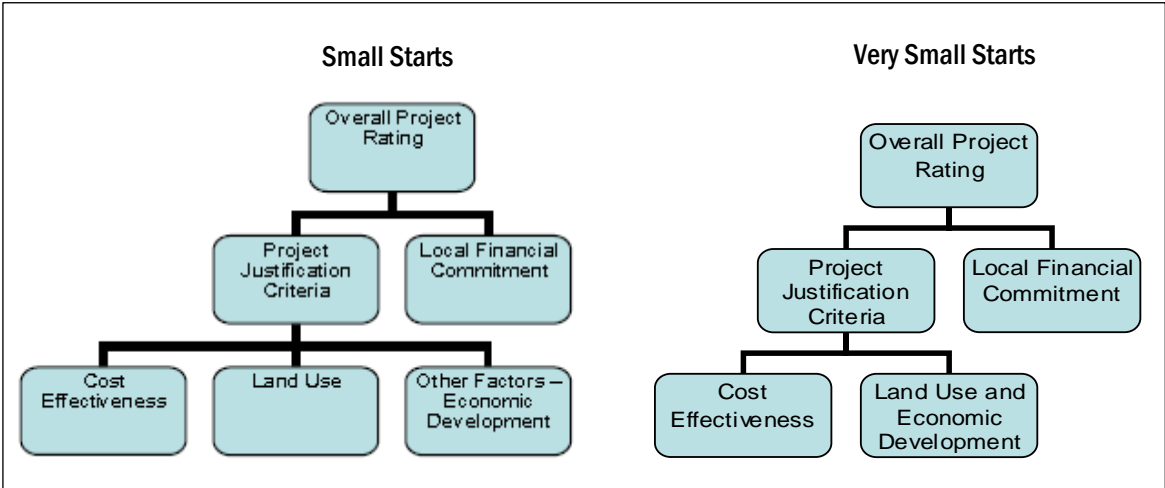 Small Starts
Overall Project
Rating
Project
Justification
Criteria
Local Financial
Commitment
Cost
Effectiveness
Land Use
Other Factors –
Economic
Development
Very Small Starts
Overall Project
Rating
Project
Justification
Criteria
Local Financial
Commitment
Cost
Effectiveness
Land Use and
Economic
Development